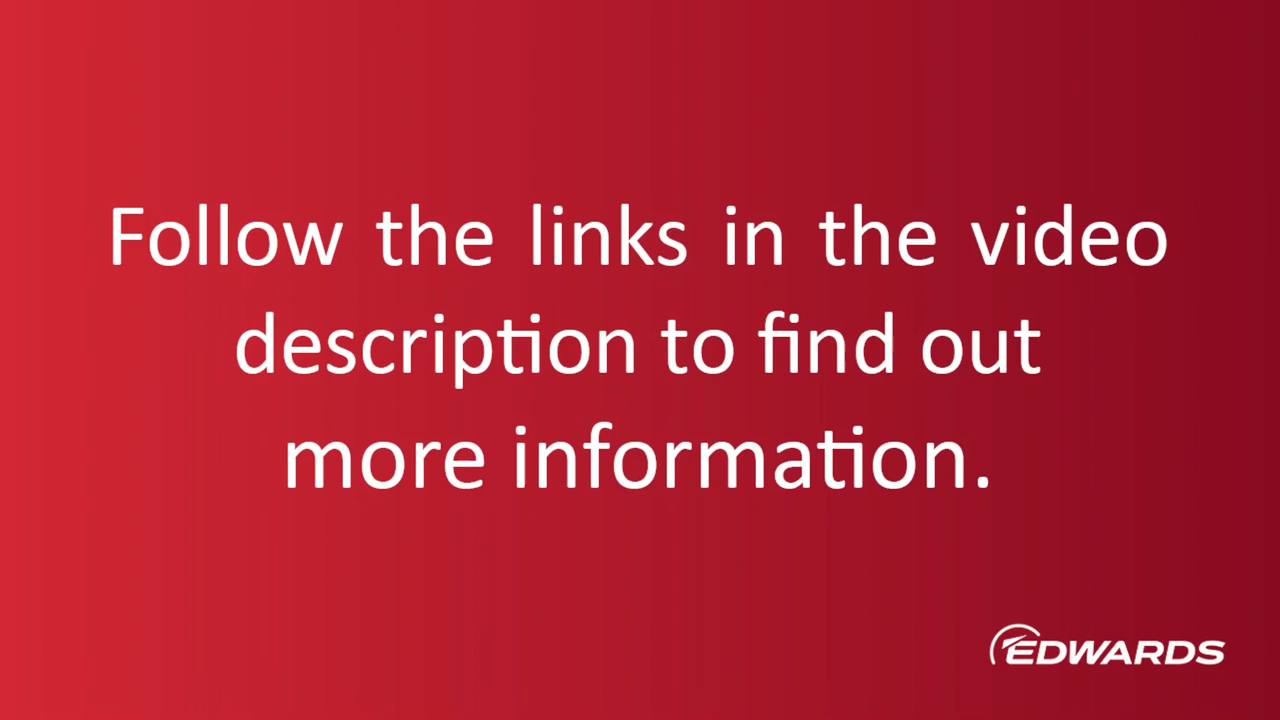 Follow the links in the video
description to find out
more information.
EDWARDS